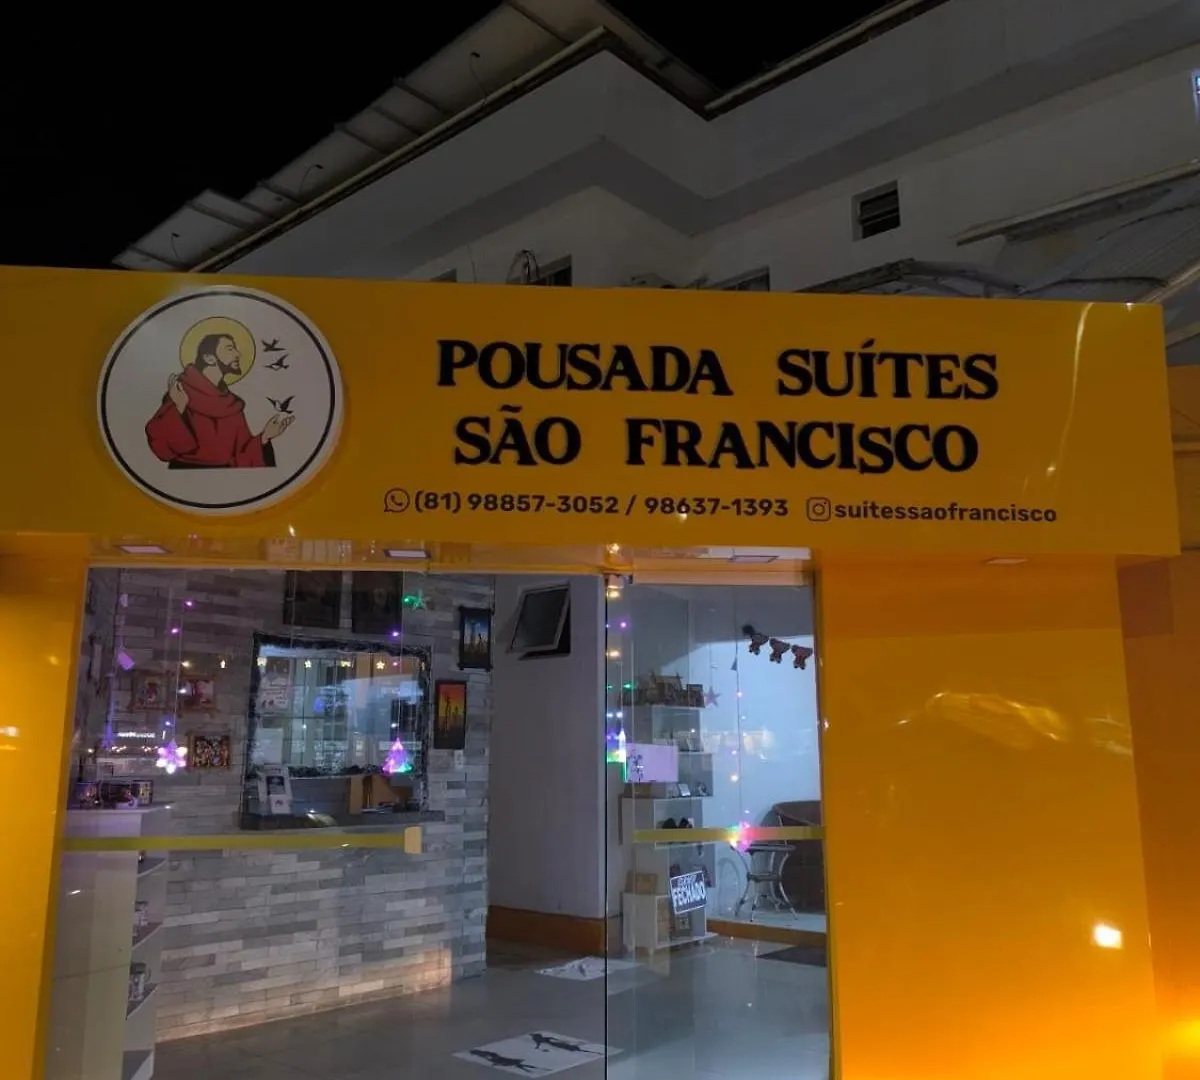 POUSADA SUÍTES
SÃO FRANCISCO
(81) 98857-3052 / 98637-1393 suitessaofrancisco
FECHADO